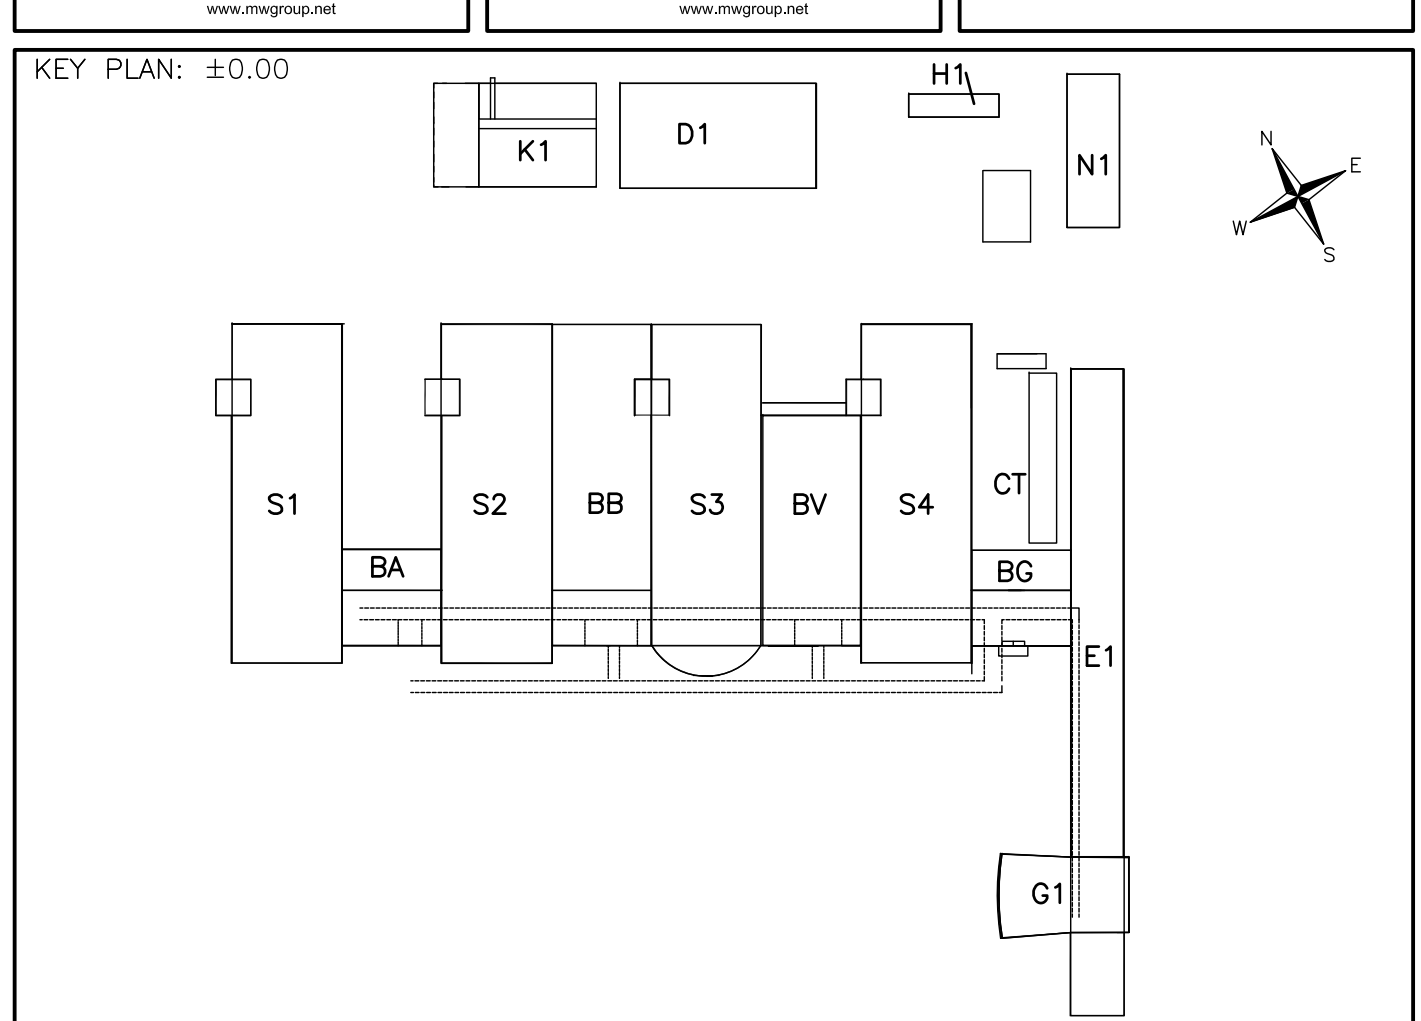 www.mwgroup.net
www.mwgroup.net
KEY PLAN: ±0.00
H1
K1
D1
N1
N
E
W
S
S1
S2
BB
S3
BV
S4
CT
BA
BG
E1
G1